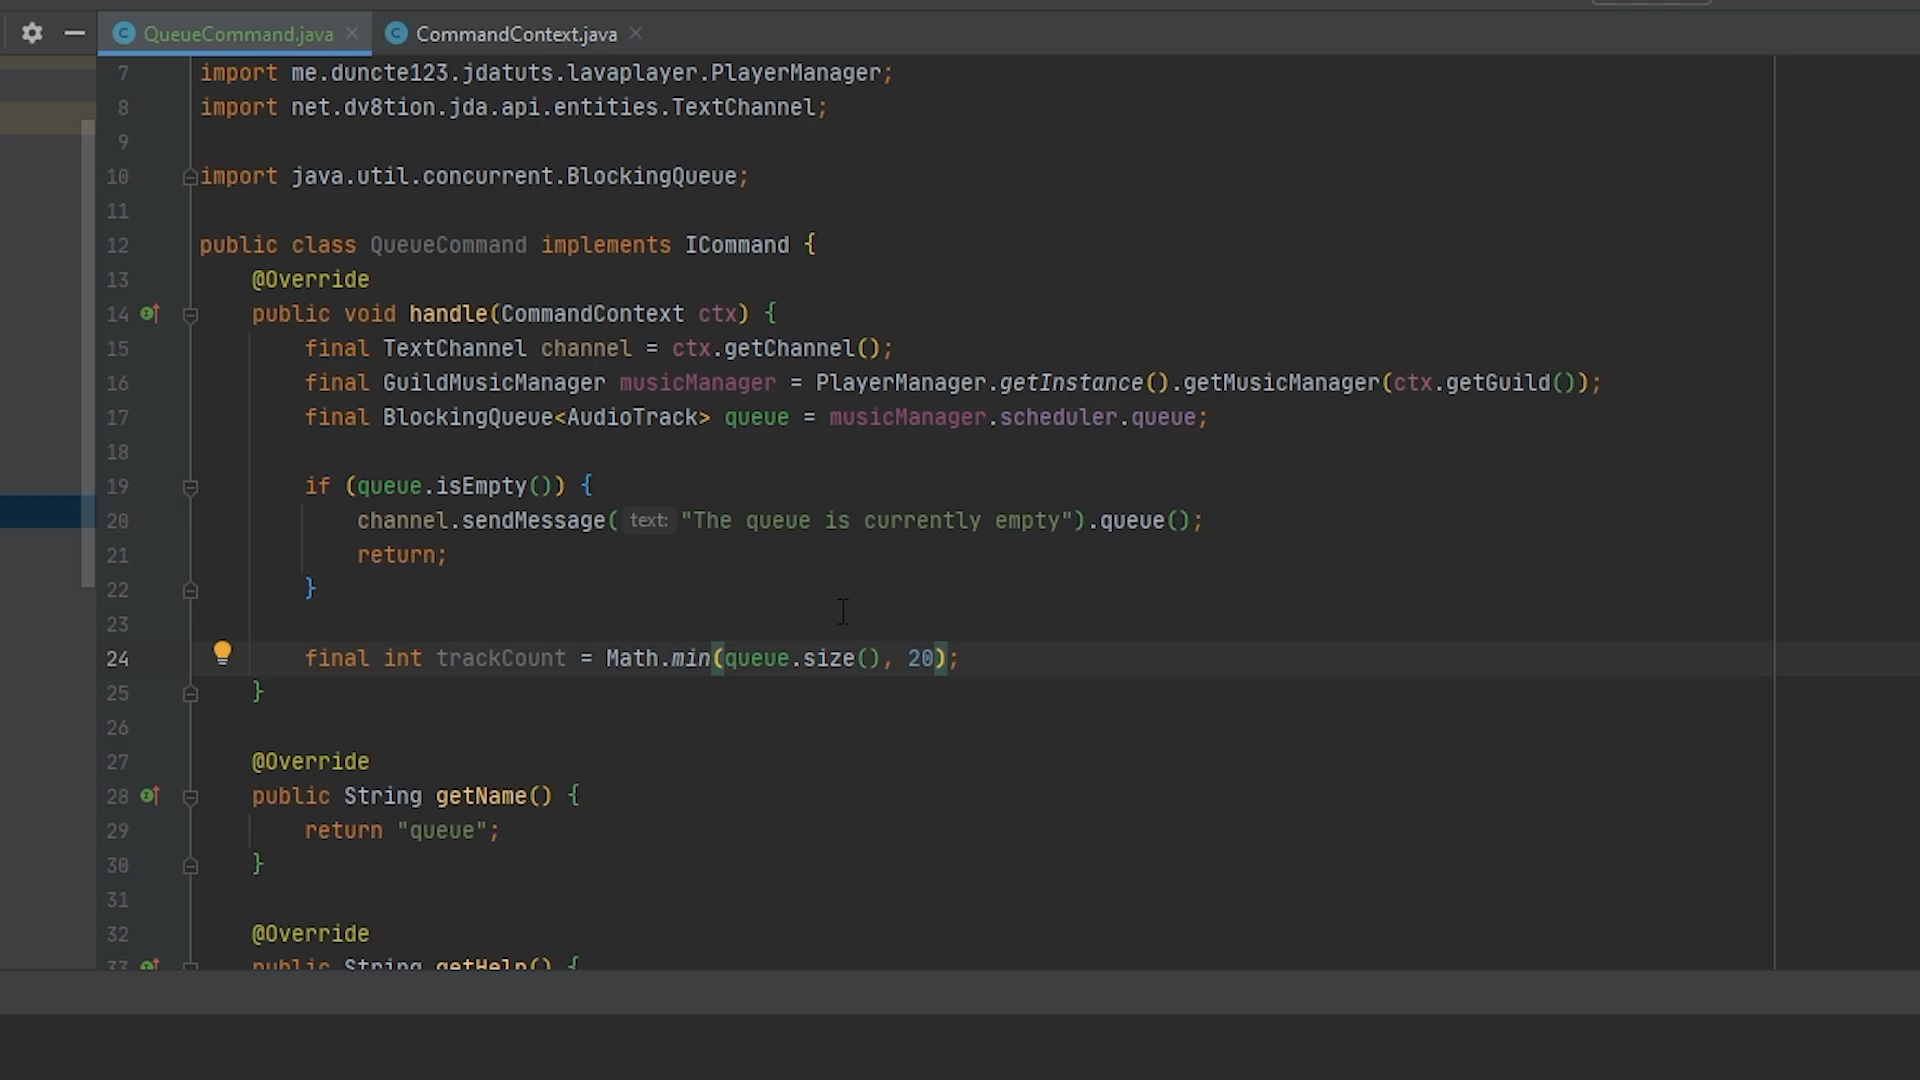 QueueCommand.java CommandContext.java
7 import me.duncte123.jdatuts.lavaplayer.PlayerManager;
8 import net.dv8tion.jda.api.entities.TextChannel;
9
10 import java.util.concurrent.BlockingQueue;
11
12 public class QueueCommand implements ICommand {
13 @Override
14 public void handle(CommandContext ctx) {
15 final TextChannel channel = ctx.getChannel();
16 final GuildMusicManager musicManager = PlayerManager.getInstance().getMusicManager(ctx.getGuild());
17 final BlockingQueue<AudioTrack> queue = musicManager.scheduler.queue;
18
19 if (queue.isEmpty()) {
20 channel.sendMessage( text: "The queue is currently empty").queue();
21 return;
22 }
23
24 final int trackCount = Math.min(queue.size(), 20);
25 }
26
27 @Override
28 public String getName() {
29 return "queue";
30 }
31
32 @Override
33 public String getHelp() {